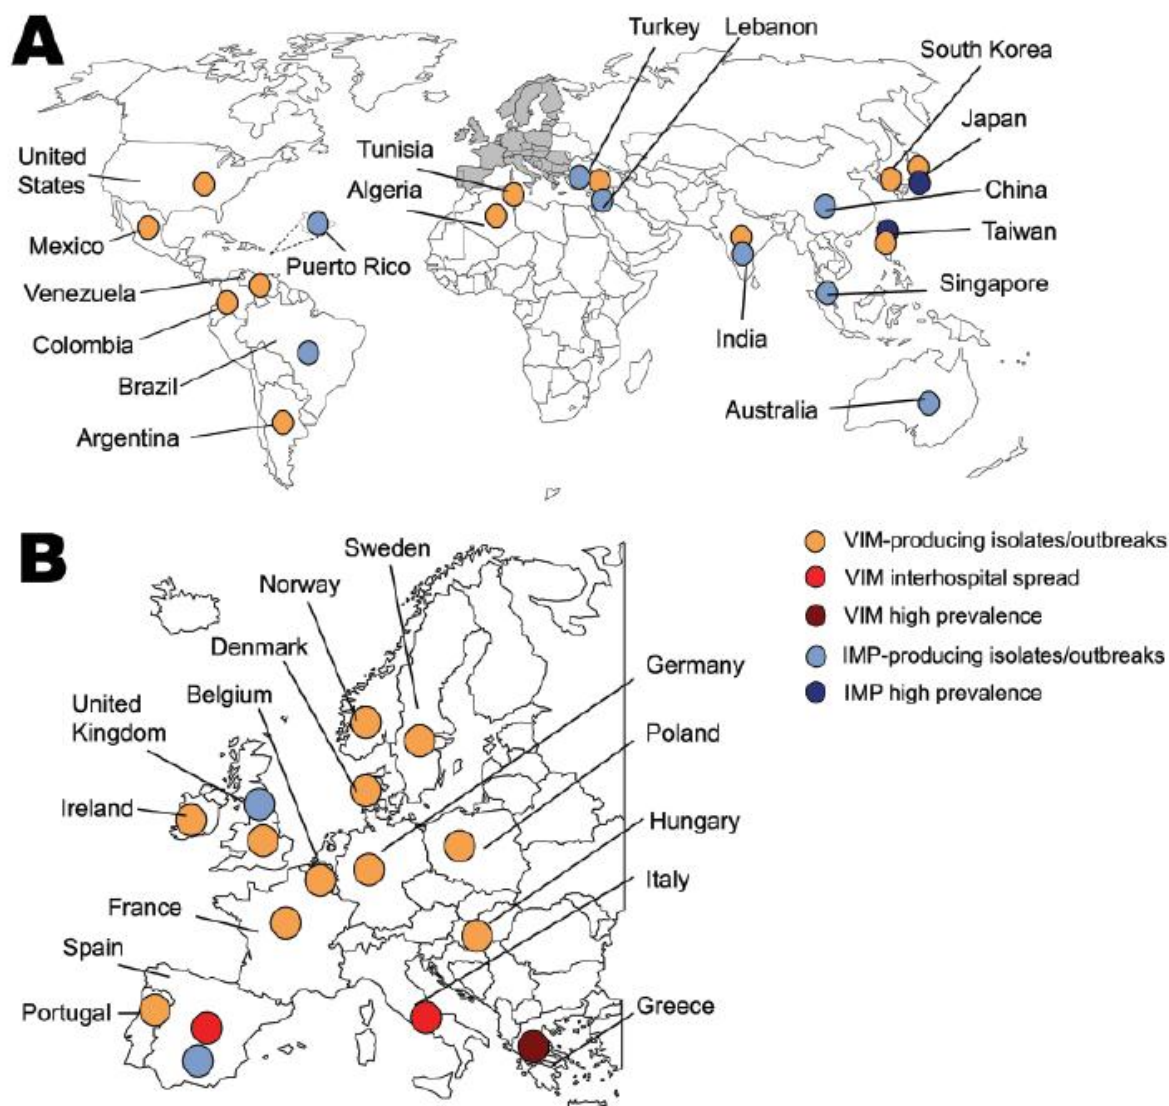 A
Turkey
Lebanon
South Korea
Japan
United
States
Tunisia
Algeria
China
Mexico
Taiwan
Puerto Rico
Venezuela
Singapore
Colombia
India
Brazil
Australia
Argentina
B
Sweden
Norway
Denmark
Belgium
United
Kingdom
Ireland
France
Spain
Portugal
Germany
Poland
Hungary
Italy
Greece
VIM-producing isolates/outbreaks
VIM interhospital spread
VIM high prevalence
IMP-producing isolates/outbreaks
IMP high prevalence